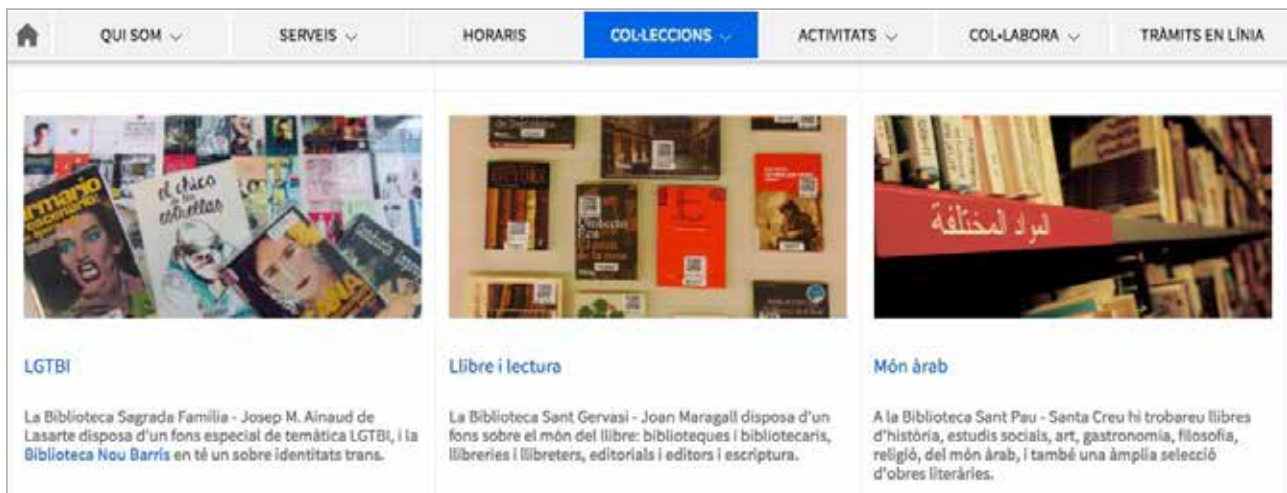 QUI SOM
SERVEIS
HORARIS
COL·LECCIONS
ACTIVITATS
COL·LABORA
TRÀMITS EN LÍNIA
armario
escenario:
el chico
de las
estrellas
المواد المختلفة
LGTBI
La Biblioteca Sagrada Família - Josep M. Ainaud de
Lasarte disposa d'un fons especial de temàtica LGTBI, i la
Biblioteca Nou Barris en té un sobre identitats trans.
Llibre i lectura
La Biblioteca Sant Gervasi - Joan Maragall disposa d'un
fons sobre el món del llibre: biblioteques i bibliotecaris,
llibreries i llibreters, editorials i editors i escriptura.
Món àrab
A la Biblioteca Sant Pau - Santa Creu hi trobareu llibres
d'història, estudis socials, art, gastronomia, filosofia,
religió, del món àrab, i també una àmplia selecció
d'obres literàries.